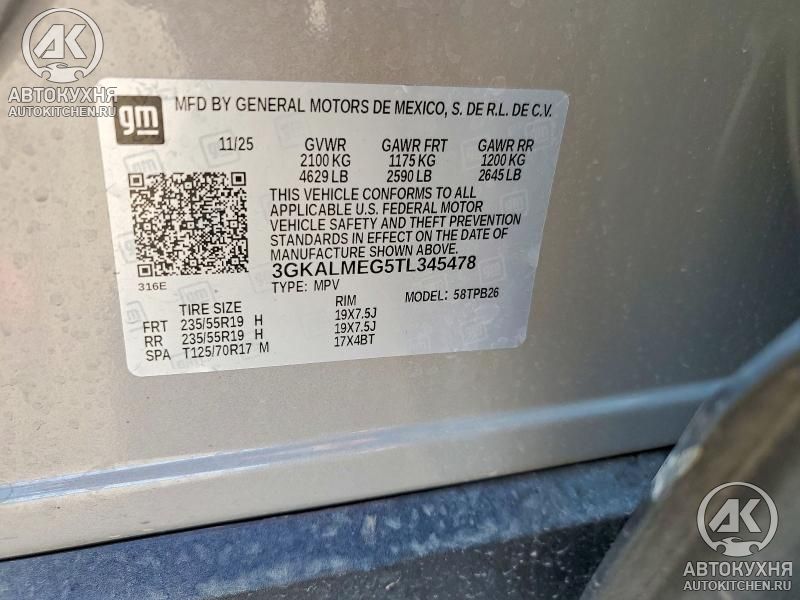 AK
АВТОКУХНЯ
AUTOKITCHEN.RU
gm
MFD BY GENERAL MOTORS DE MEXICO, S. DE R.L. DE C.V.
11/25 GVWR GAWR FRT GAWR RR
2100 KG 1175 KG 1200 KG
4629 LB 2590 LB 2645 LB
THIS VEHICLE CONFORMS TO ALL
APPLICABLE U.S. FEDERAL MOTOR
VEHICLE SAFETY AND THEFT PREVENTION
STANDARDS IN EFFECT ON THE DATE OF
MANUFACTURE SHOWN ABOVE.
3GKALMEG5TL345478
316E
TYPE: MPV MODEL: 58TPB26
TIRE SIZE RIM
FRT 235/55R19 H 19X7.5J
RR 235/55R19 H 19X7.5J
SPA T125/70R17 M 17X4BT
AK
АВТОКУХНЯ
AUTOKITCHEN.RU